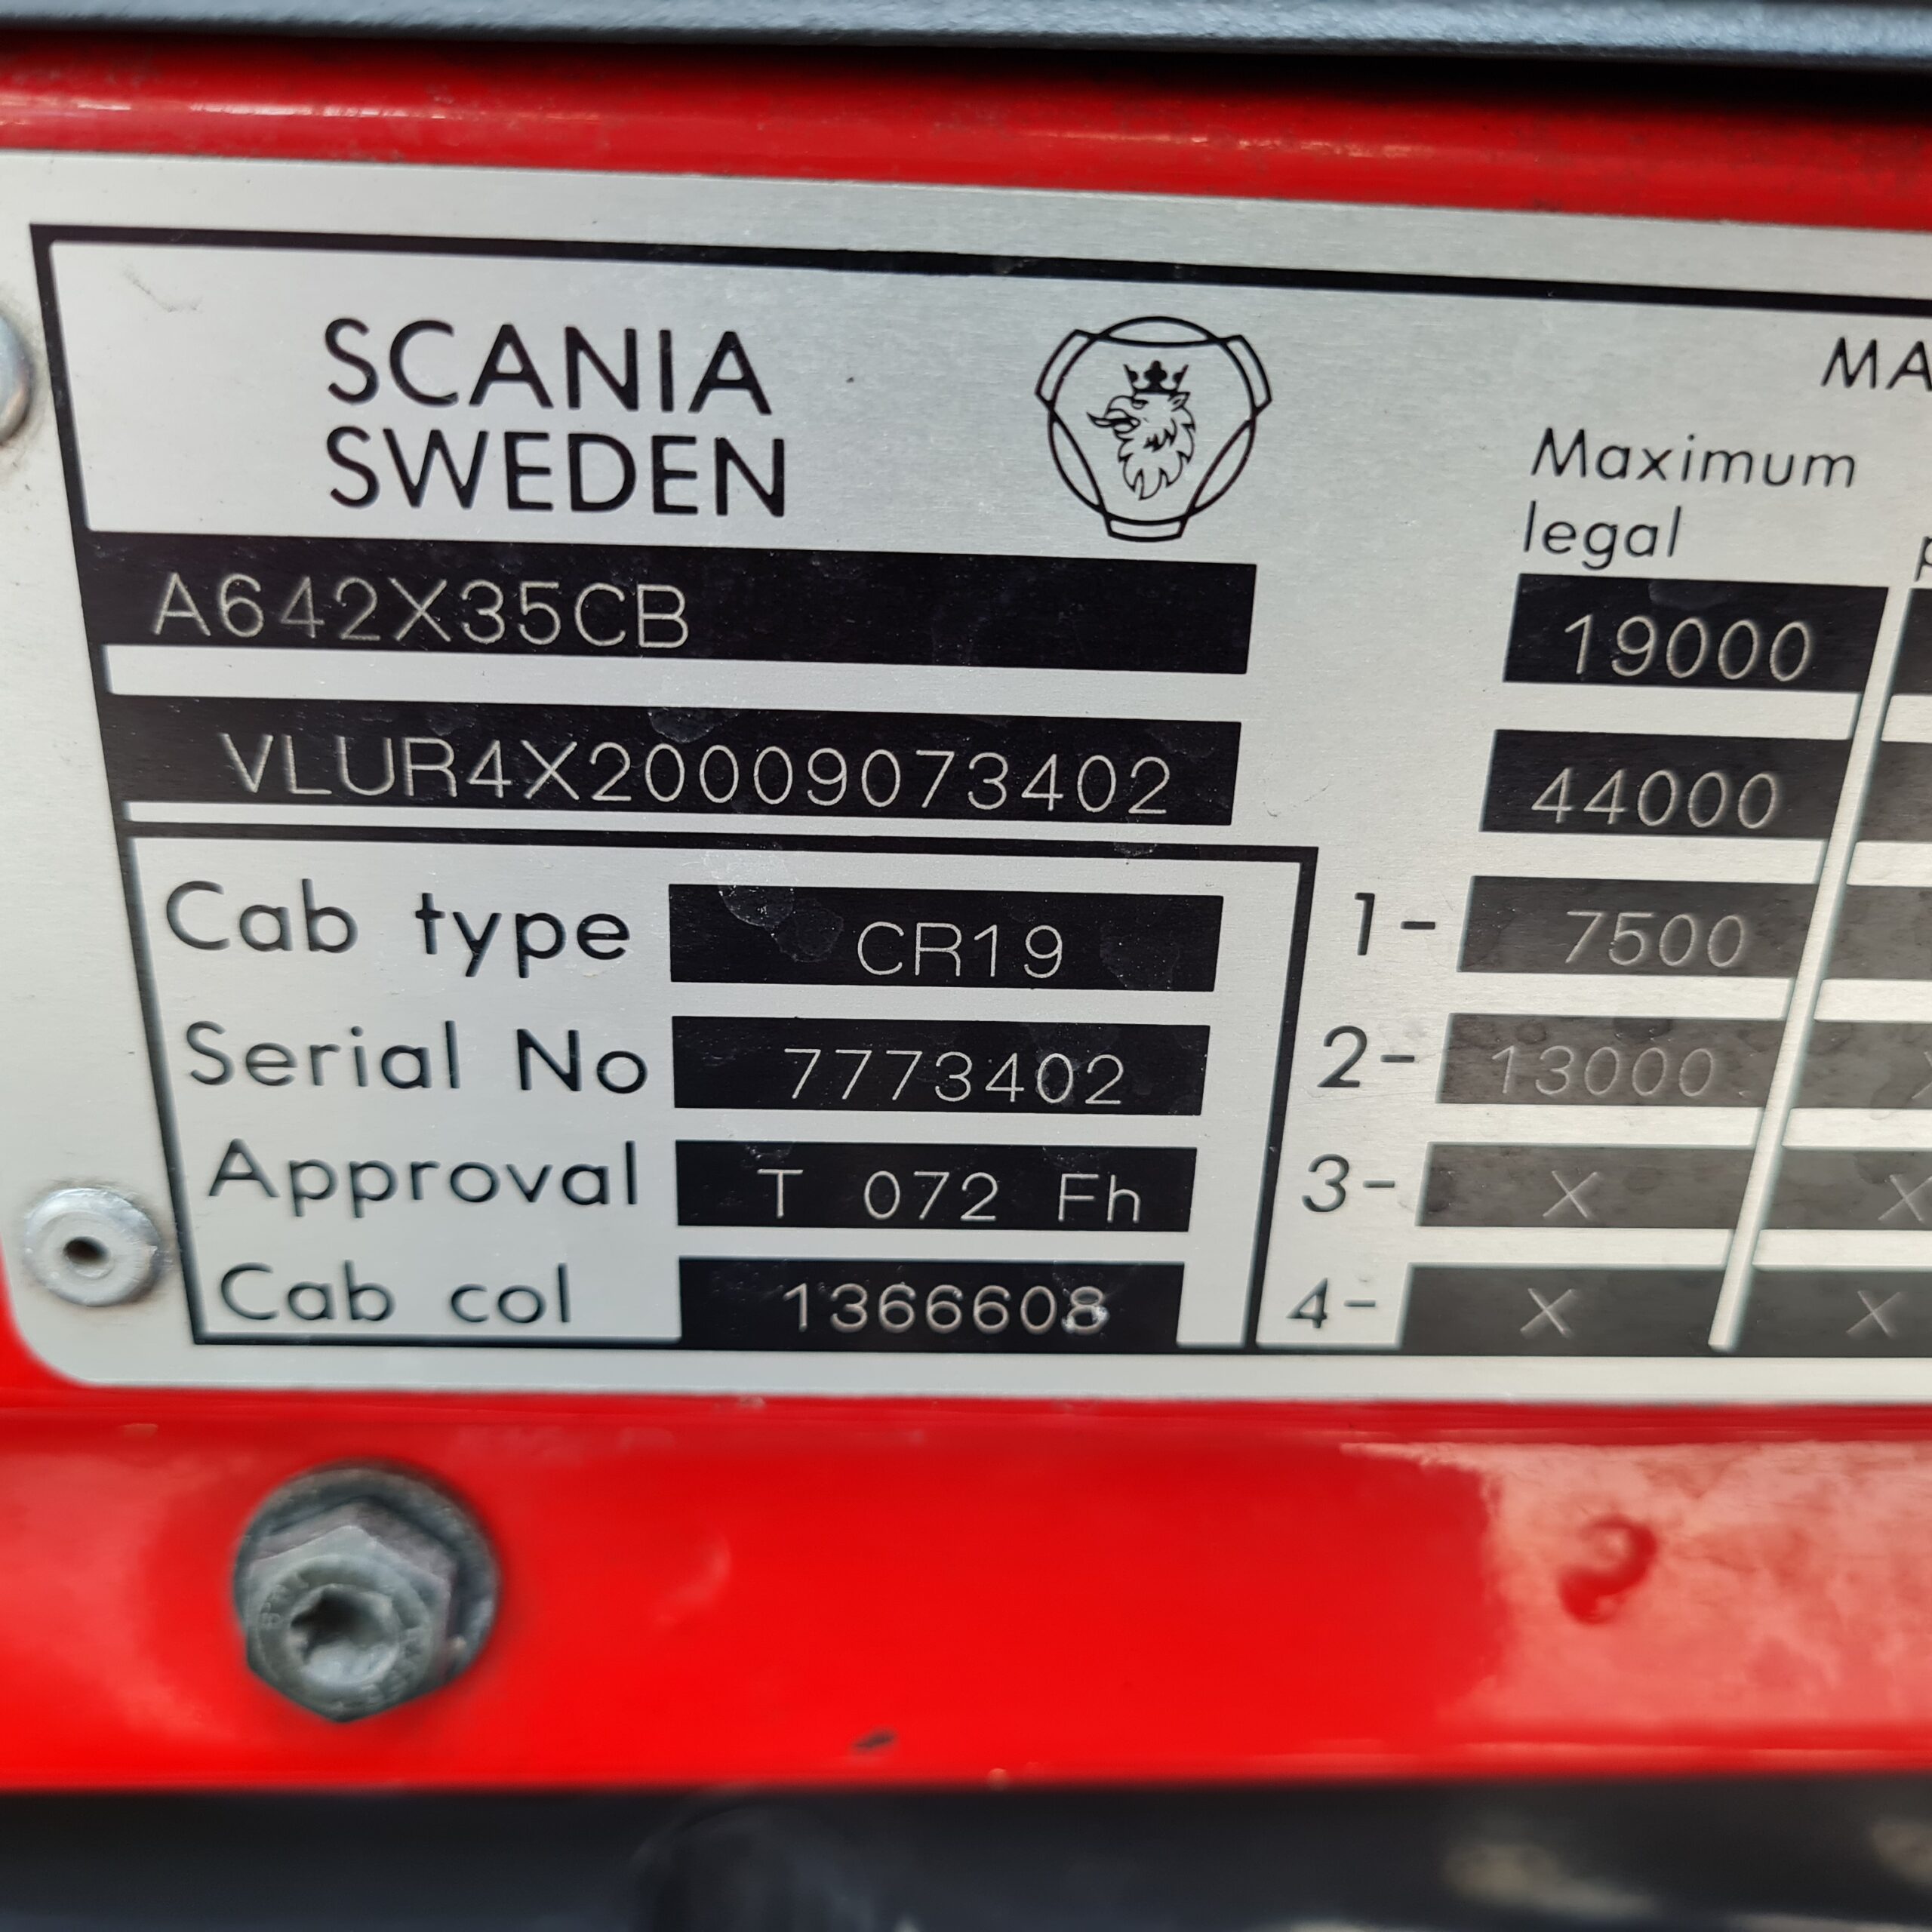 SCANIA
SWEDEN
A642X35CB
VLUR4X20009073402
Cab type CR19
Serial No 7773402
Approval T 072 Fh
Cab col 1366608
MA
Maximum
legal
19000
44000
1- 7500
2- 13000
3- X X
4- X X